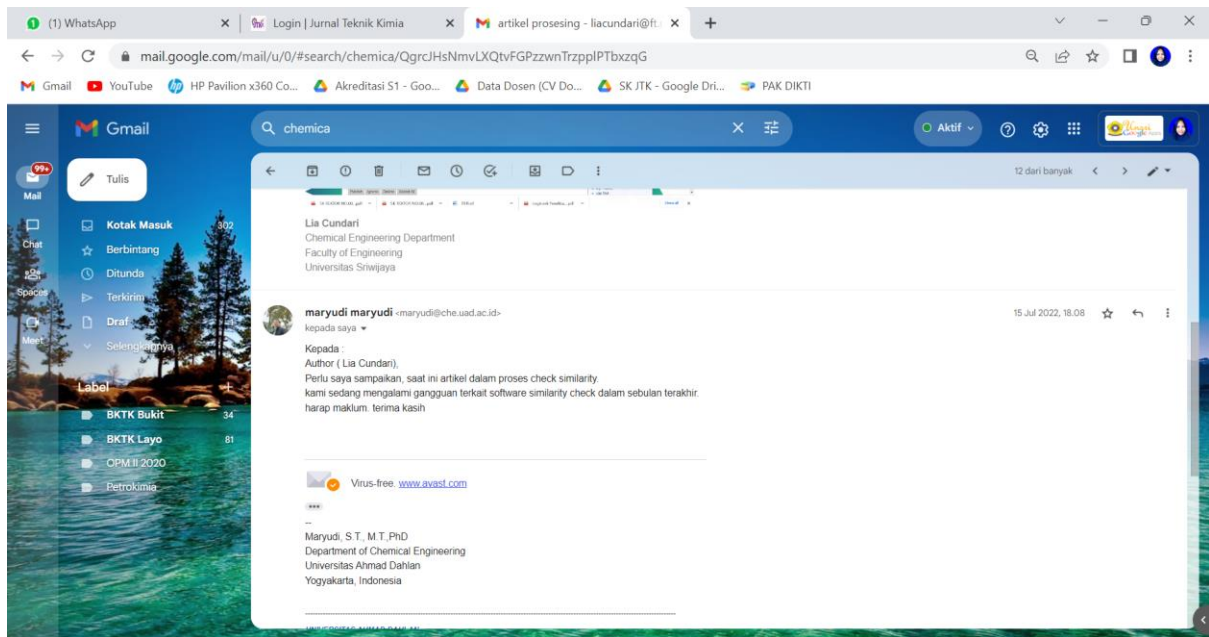 (1) WhatsApp
Login | Jurnal Teknik Kimia
artikel prosesing - liacundari@ft.
mail.google.com/mail/u/0/#search/chemica/QgrcJHsNmvLXQtvFGPzzwnTrzpplPTbxzqG
Gmail YouTube HP Pavilion x360 Co... Akreditasi S1 - Goo... Data Dosen (CV Do... SK JTK - Google Dri... PAK DIKTI
Gmail
chemica
Aktif
99+
Mail
Chat
Spaces
Meet
Tulis
Kotak Masuk 302
Berbintang
Ditunda
Terkirim
Draf
Selengkapnya
Label
BKTK Bukit 34
BKTK Layo 81
OPM II 2020
Petrokimia
12 dari banyak
Lia Cundari
Chemical Engineering Department
Faculty of Engineering
Universitas Sriwijaya
maryudi maryudi <maryudi@che.uad.ac.id>
15 Jul 2022, 18.08
kepada saya
Kepada :
Author ( Lia Cundari),
Perlu saya sampaikan, saat ini artikel dalam proses check similarity.
kami sedang mengalami gangguan terkait software similarity check dalam sebulan terakhir.
harap maklum. terima kasih
Virus-free. www.avast.com
--
Maryudi, S.T., M.T.,PhD
Department of Chemical Engineering
Universitas Ahmad Dahlan
Yogyakarta, Indonesia